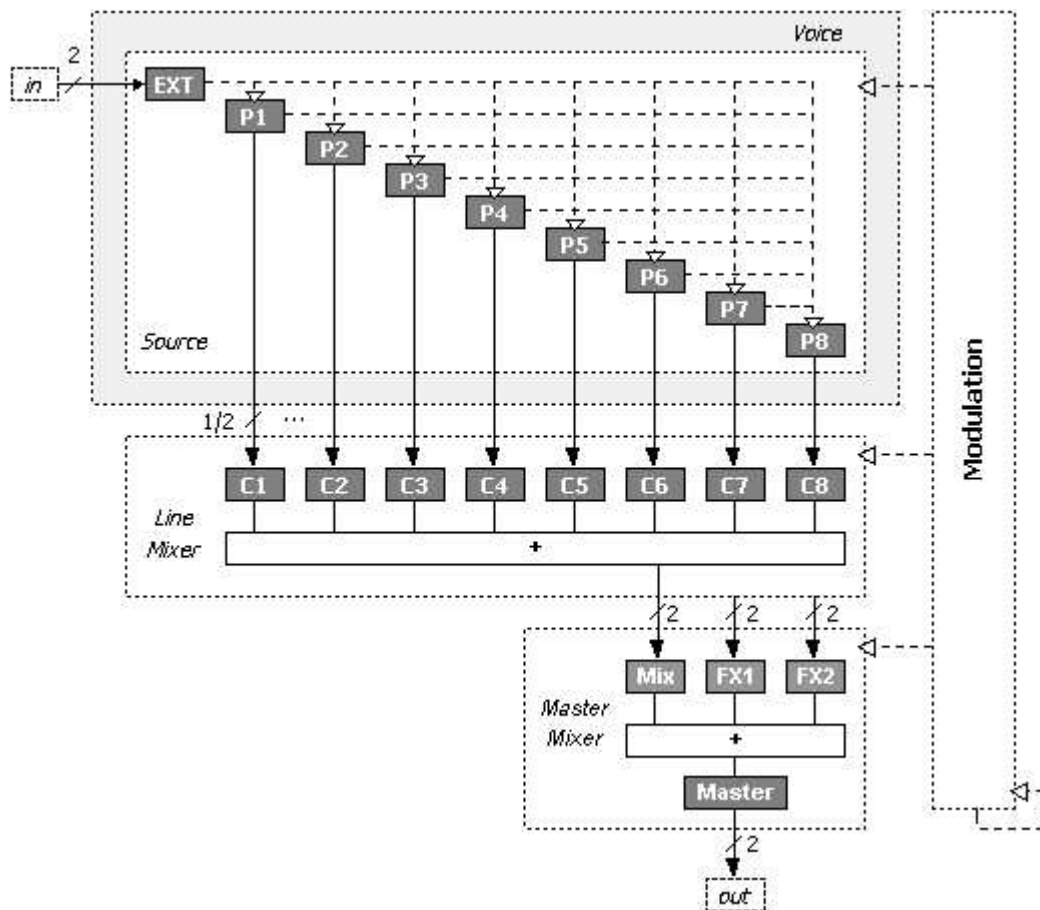 Voice
2
in
EXT
P1
P2
P3
P4
P5
P6
P7
P8
Source
1/2 ...
C1 C2 C3 C4 C5 C6 C7 C8
Line
Mixer
+
2 2 2
Mix FX1 FX2
Master
Mixer
+
Master
2
out
Modulation